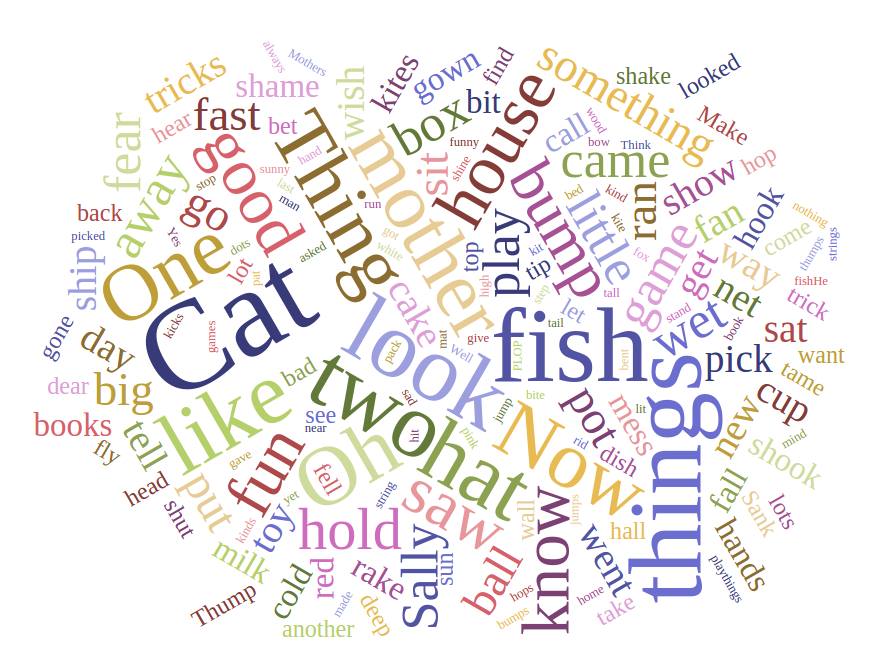 always
Mothers
tricks
shame
wish
kites
gown
find
something
shake
looked
fear
hear
fast
bet
Thing
hand
box
bit
funny
house
call
wood
bow
Think
Make
hop
good
stop
sunny
last
man
mother
sit
shine
came
show
away
go
run
bump
bed
kind
little
kite
ran
fan
hook
nothing
back
picked
Yes
dots
asked
got
white
play
top
kit
tip
fox
game
get
way
come
thumps
strings
ship
One
lot
put
high
step
tall
net
fishHe
trick
Cat
kicks
games
cake
let
stand
wet
book
sat
gone
day
look
mat
give
Well
tail
fish
pick
want
PLOP
bent
pack
dear
big
bad
two
sad
jump
bite
pot
mess
lit
things
cup
tame
books
see
near
hit
pink
what
Now
rid
dish
new
mind
shook
fly
tell
like
gave
fun
Oh
fell
head
shut
put
yet
string
saw
wall
jumps
hall
fall
Sank
lots
kinds
toy
hold
know
went
hands
milk
Sally
sun
ball
hops
home
playthings
Thump
cold
red
made
rake
deep
bumps
take
another